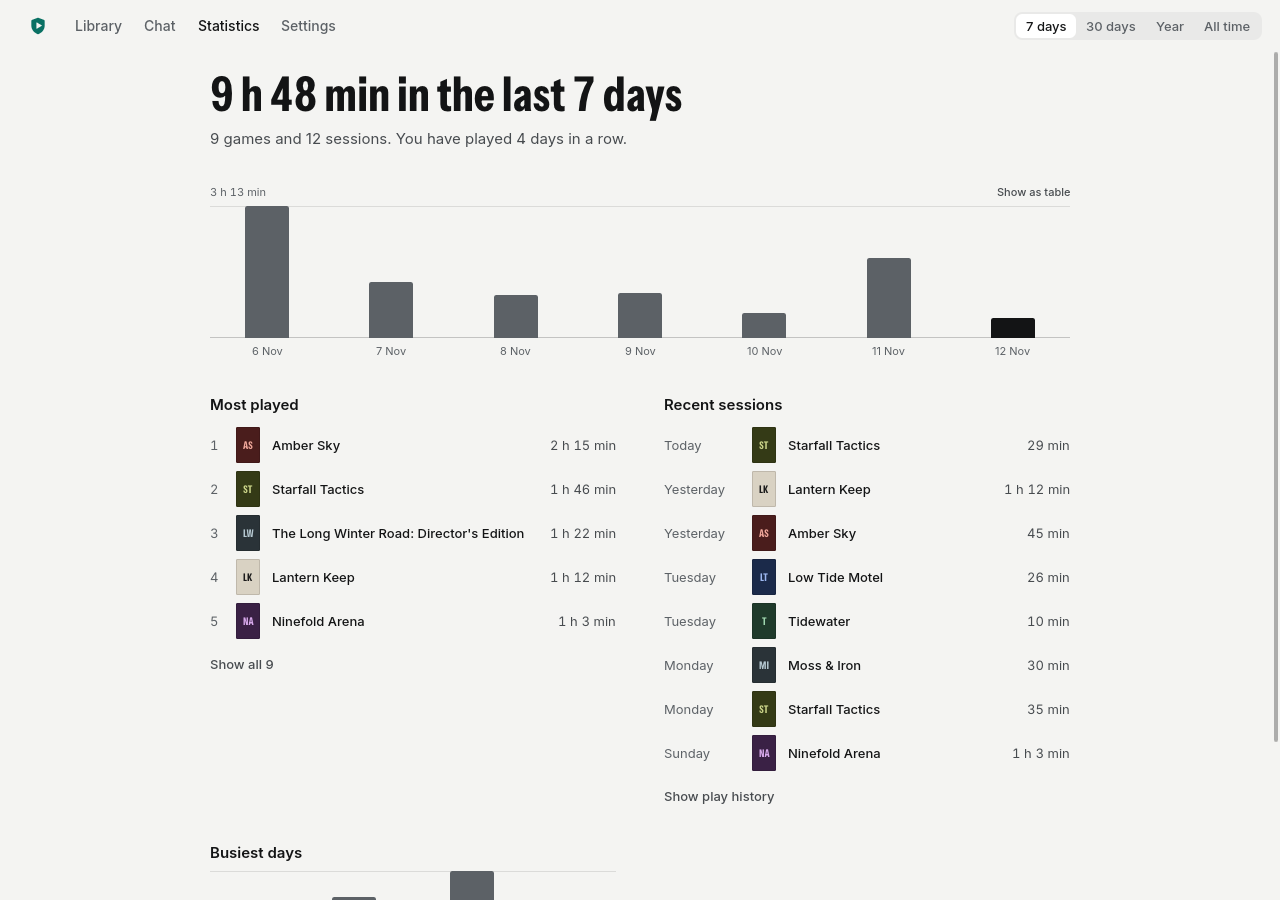 Library Chat Statistics Settings 7 days 30 days Year All time
9 h 48 min in the last 7 days
9 games and 12 sessions. You have played 4 days in a row.
3 h 13 min Show as table
6 Nov 7 Nov 8 Nov 9 Nov 10 Nov 11 Nov 12 Nov
Most played
1 AS Amber Sky 2 h 15 min
2 ST Starfall Tactics 1 h 46 min
3 LW The Long Winter Road: Director's Edition 1 h 22 min
4 LK Lantern Keep 1 h 12 min
5 NA Ninefold Arena 1 h 3 min
Show all 9
Recent sessions
Today ST Starfall Tactics 29 min
Yesterday LK Lantern Keep 1 h 12 min
Yesterday AS Amber Sky 45 min
Tuesday LT Low Tide Motel 26 min
Tuesday T Tidewater 10 min
Monday MI Moss & Iron 30 min
Monday ST Starfall Tactics 35 min
Sunday NA Ninefold Arena 1 h 3 min
Show play history
Busiest days